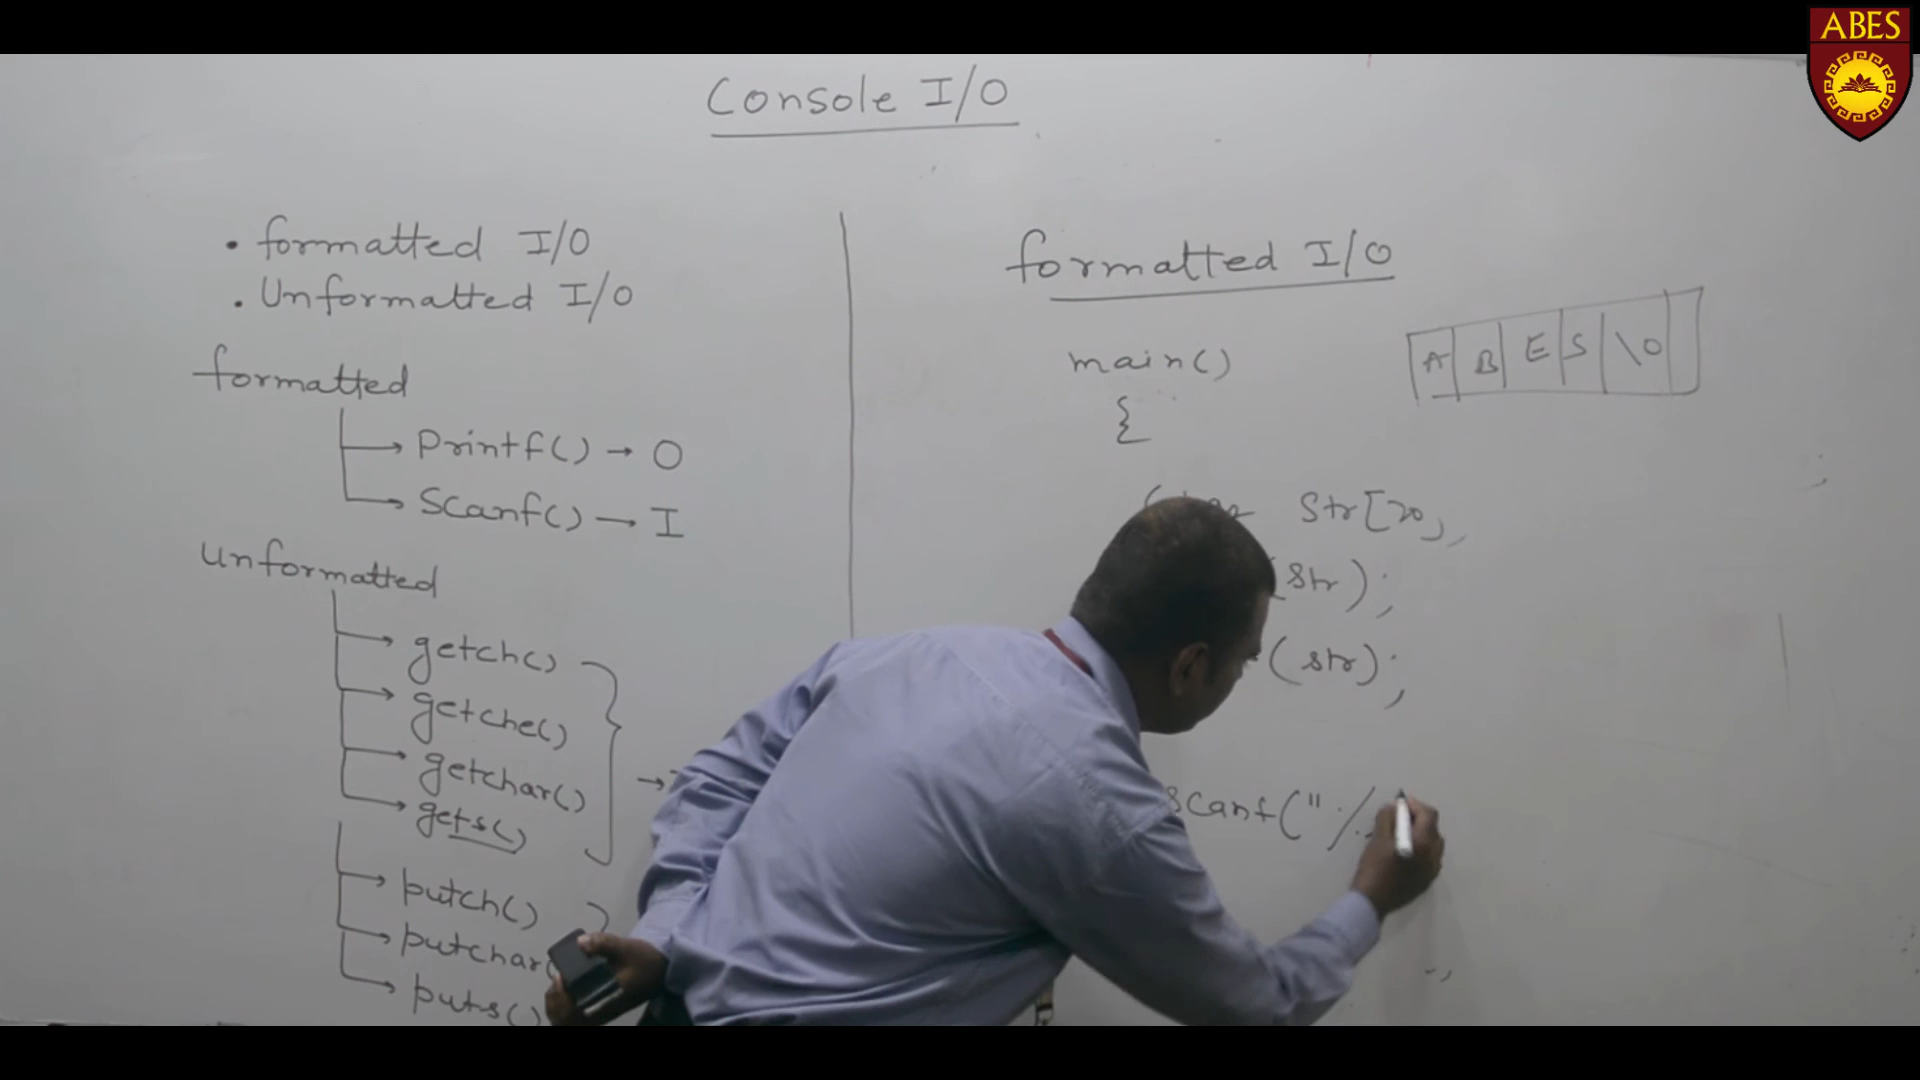 ABES
Console I/O
• formatted I/O
• Unformatted I/O
formatted
→ Printf() → O
→ Scanf() → I
Unformatted
→ getch()
→ getche()
→ getchar()
→ gets()
→
→ putch()
→ putchar(
→ puts()
formatted I/O
A B E S \0
main()
{
Str[20,
(str);
(str);
scanf("%